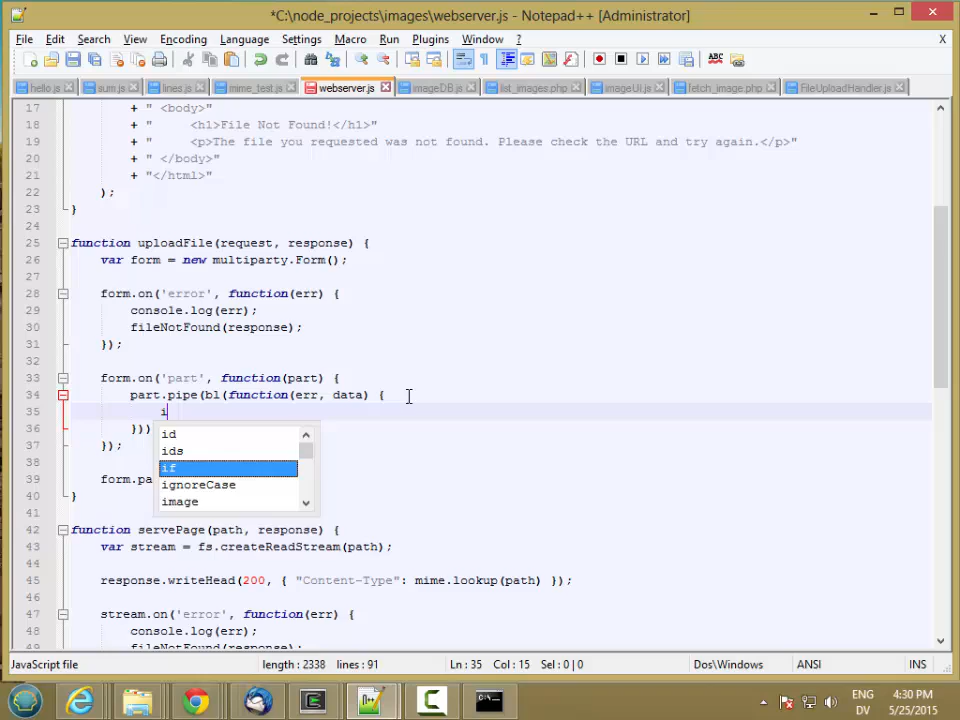 *C:\node_projects\images\webserver.js - Notepad++ [Administrator]
File Edit Search View Encoding Language Settings Macro Run Plugins Window ? X
hello.js sum.js lines.js mime_test.js webserver.js imageDB.js list_images.php imageUI.js fetch_image.php FileUploadHandler.js
17 + " <body>"
18 + " <h1>File Not Found!</h1>"
19 + " <p>The file you requested was not found. Please check the URL and try again.</p>"
20 + " </body>"
21 + "</html>"
22 );
23 }
24
25 function uploadFile(request, response) {
26 var form = new multiparty.Form();
27
28 form.on('error', function(err) {
29 console.log(err);
30 fileNotFound(response);
31 });
32
33 form.on('part', function(part) {
34 part.pipe(bl(function(err, data) {
35 i
36 }))
id
ids
if
ignoreCase
image
37 });
38
39 form.pa
40 }
41
42 function servePage(path, response) {
43 var stream = fs.createReadStream(path);
44
45 response.writeHead(200, { "Content-Type": mime.lookup(path) });
46
47 stream.on('error', function(err) {
48 console.log(err);
49 fileNotFound(response);
JavaScript file length : 2338 lines : 91 Ln : 35 Col : 15 Sel : 0 | 0 Dos\Windows ANSI INS
ENG 4:30 PM
DV 5/25/2015